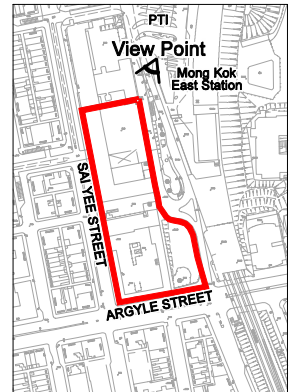 PTI
View Point
Mong Kok
East Station
SAI YEE STREET
ARGYLE STREET